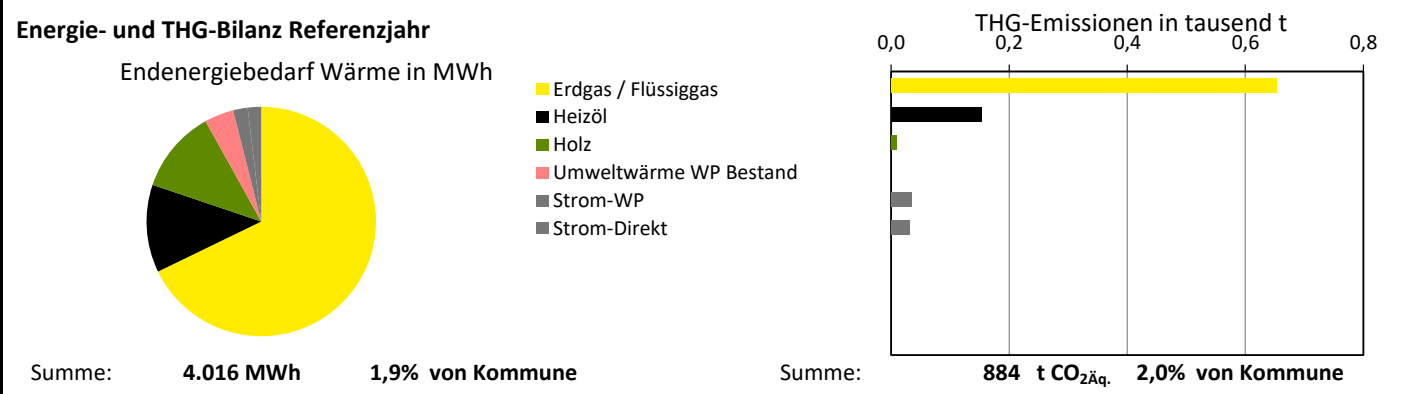 Energie- und THG-Bilanz Referenzjahr
Endenergiebedarf Wärme in MWh
Erdgas / Flüssiggas
Heizöl
Holz
Umweltwärme WP Bestand
Strom-WP
Strom-Direkt
Summe: 4.016 MWh 1,9% von Kommune
THG-Emissionen in tausend t
0,0 0,2 0,4 0,6 0,8
Summe: 884 t CO₂Äq. 2,0% von Kommune